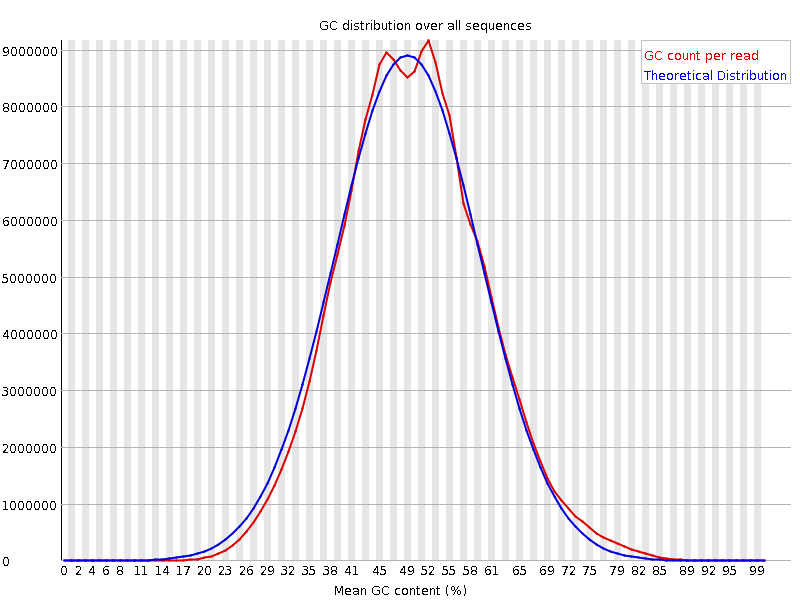 GC distribution over all sequences
GC count per read
Theoretical Distribution
9000000
8000000
7000000
6000000
5000000
4000000
3000000
2000000
1000000
0
0 2 4 6 8 11 14 17 20 23 26 29 32 35 38 41 45 49 52 55 58 61 65 69 72 75 79 82 85 89 92 95 99
Mean GC content (%)